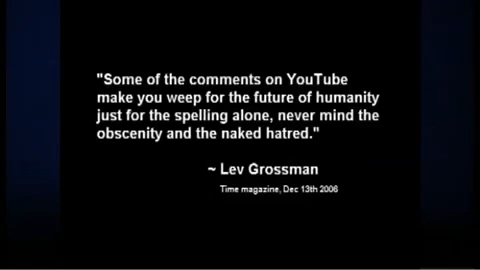 "Some of the comments on YouTube
make you weep for the future of humanity
just for the spelling alone, never mind the
obscenity and the naked hatred."
~ Lev Grossman
Time magazine, Dec 13th 2006